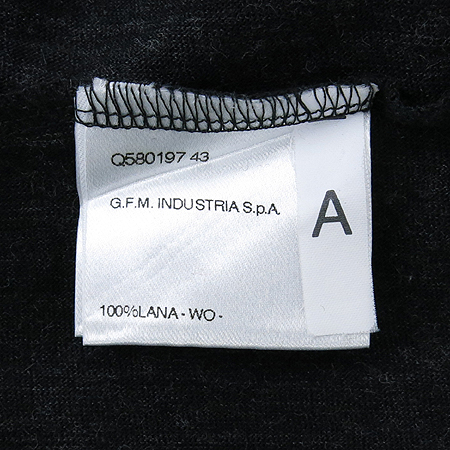 Q580197 43
G.F.M. INDUSTRIA S.p.A.
A
100%LANA - WO -